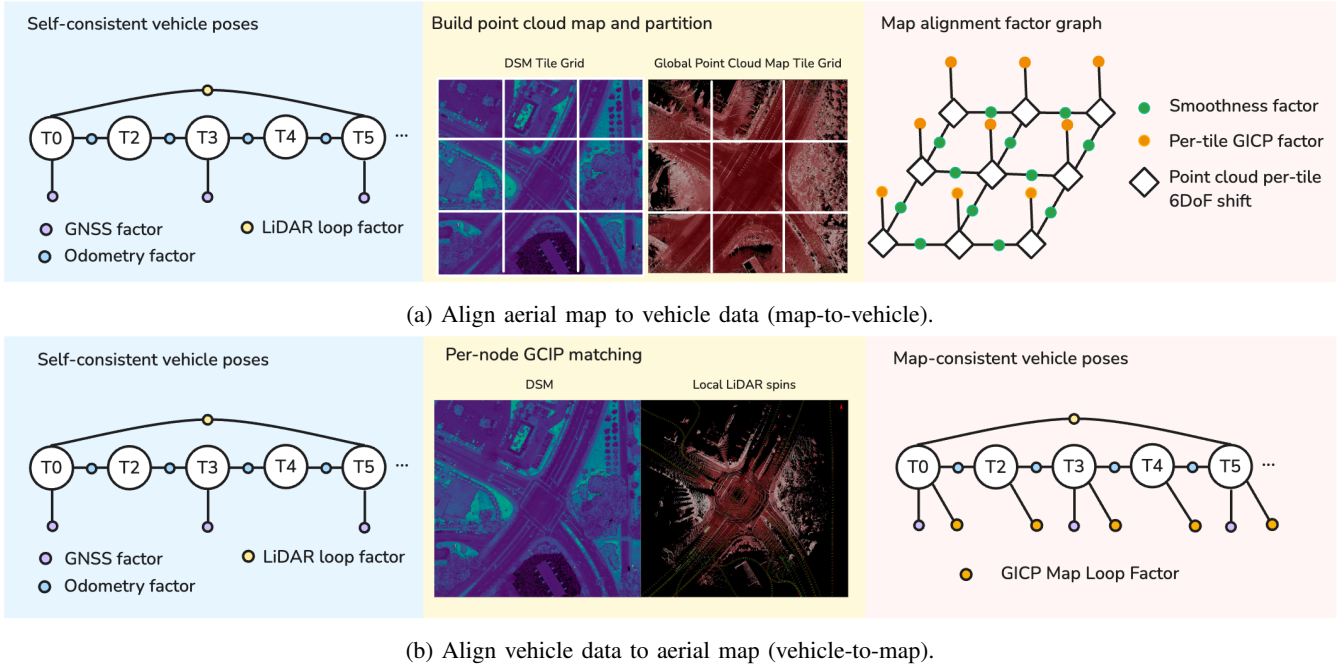 Self-consistent vehicle poses
T0 T2 T3 T4 T5 ...
GNSS factor
LiDAR loop factor
Odometry factor
Build point cloud map and partition
DSM Tile Grid
Global Point Cloud Map Tile Grid
Map alignment factor graph
Smoothness factor
Per-tile GICP factor
Point cloud per-tile
6DoF shift
(a) Align aerial map to vehicle data (map-to-vehicle).
Self-consistent vehicle poses
T0 T2 T3 T4 T5 ...
GNSS factor
LiDAR loop factor
Odometry factor
Per-node GCIP matching
DSM
Local LiDAR spins
Map-consistent vehicle poses
T0 T2 T3 T4 T5 ...
GICP Map Loop Factor
(b) Align vehicle data to aerial map (vehicle-to-map).